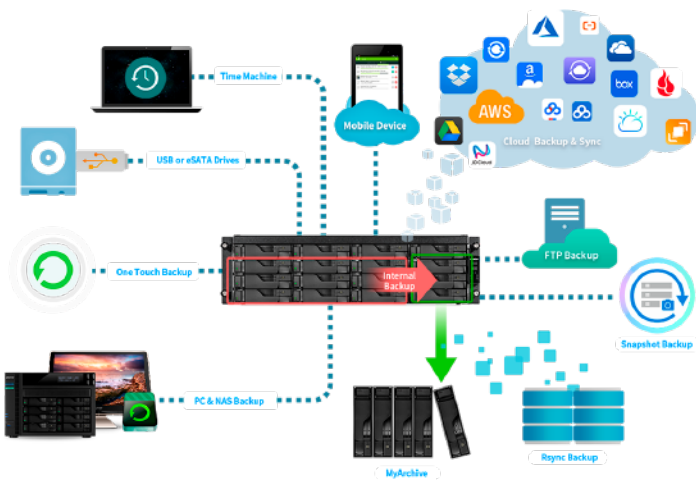 Time Machine
Mobile Device
a
box
AWS
JDCloud
Cloud Backup & Sync
USB or eSATA Drives
One Touch Backup
Internal
Backup
FTP Backup
Snapshot Backup
PC & NAS Backup
MyArchive
Rsync Backup